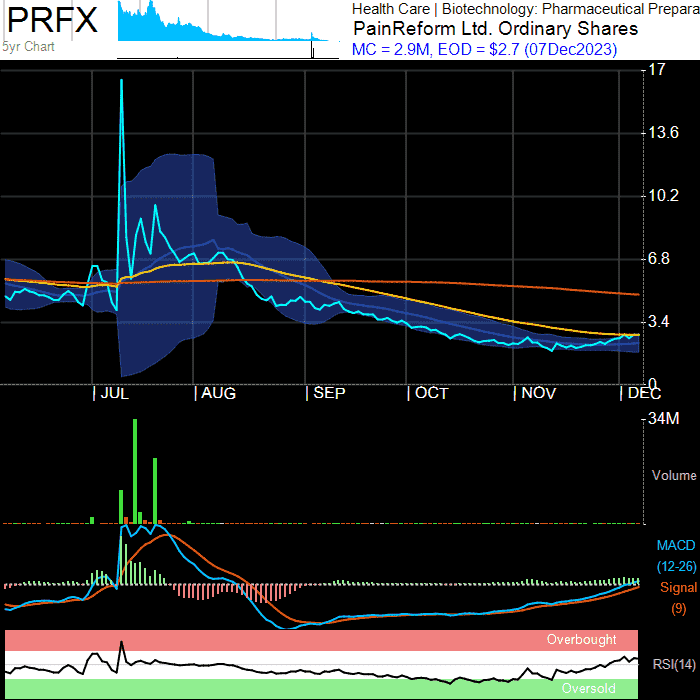 PRFX
5yr Chart
Health Care | Biotechnology: Pharmaceutical Prepara
PainReform Ltd. Ordinary Shares
MC = 2.9M, EOD = $2.7 (07Dec2023)
17
13.6
10.2
6.8
3.4
0
| JUL | AUG | SEP | OCT | NOV | DEC
34M
Volume
MACD
(12-26)
Signal
(9)
Overbought
RSI(14)
Oversold